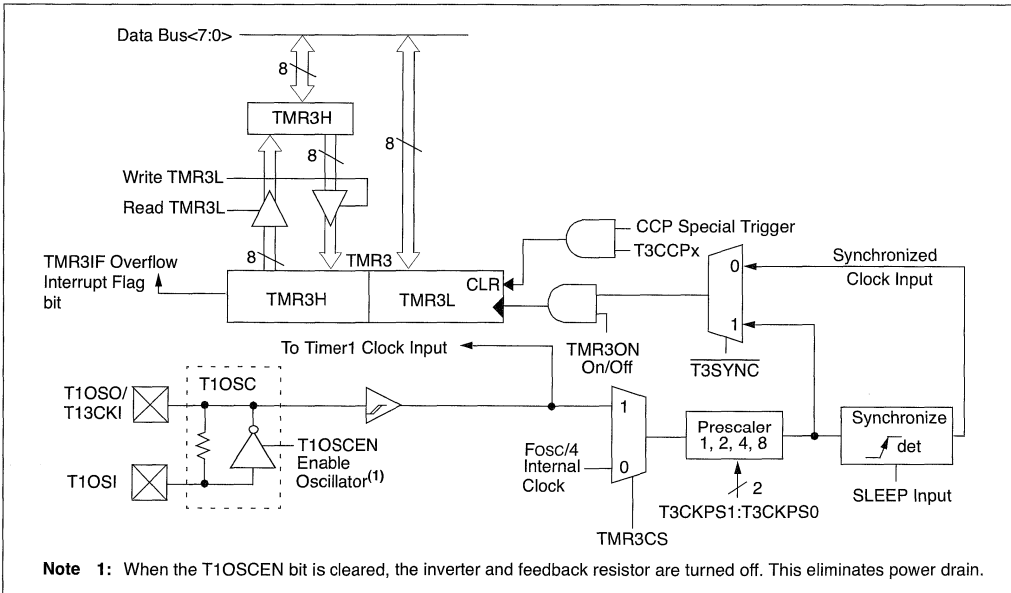 Data Bus<7:0>
8
TMR3H
8
8
Write TMR3L
Read TMR3L
CCP Special Trigger
T3CCPx
8
TMR3
TMR3IF Overflow
Interrupt Flag
bit
TMR3H
TMR3L
CLR
0
Synchronized
Clock Input
1
To Timer1 Clock Input
TMR3ON
On/Off
T3SYNC
T1OSO/
T13CKI
T1OSC
1
Prescaler
1, 2, 4, 8
Synchronize
det
T1OSCEN
Enable
Oscillator(1)
FOSC/4
Internal
Clock
0
T1OSI
2
SLEEP Input
T3CKPS1:T3CKPS0
TMR3CS
Note 1: When the T1OSCEN bit is cleared, the inverter and feedback resistor are turned off. This eliminates power drain.